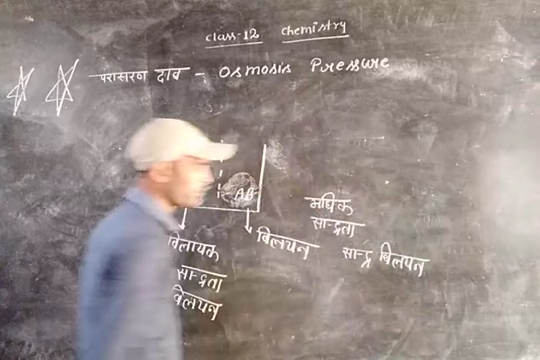 class-12 chemistry
परासरण दाब - Osmosis Pressure
AB
विलायक
सान्द्रता
विलयन
विलयन
अधिक
सान्द्रता
सान्द्र विलयन